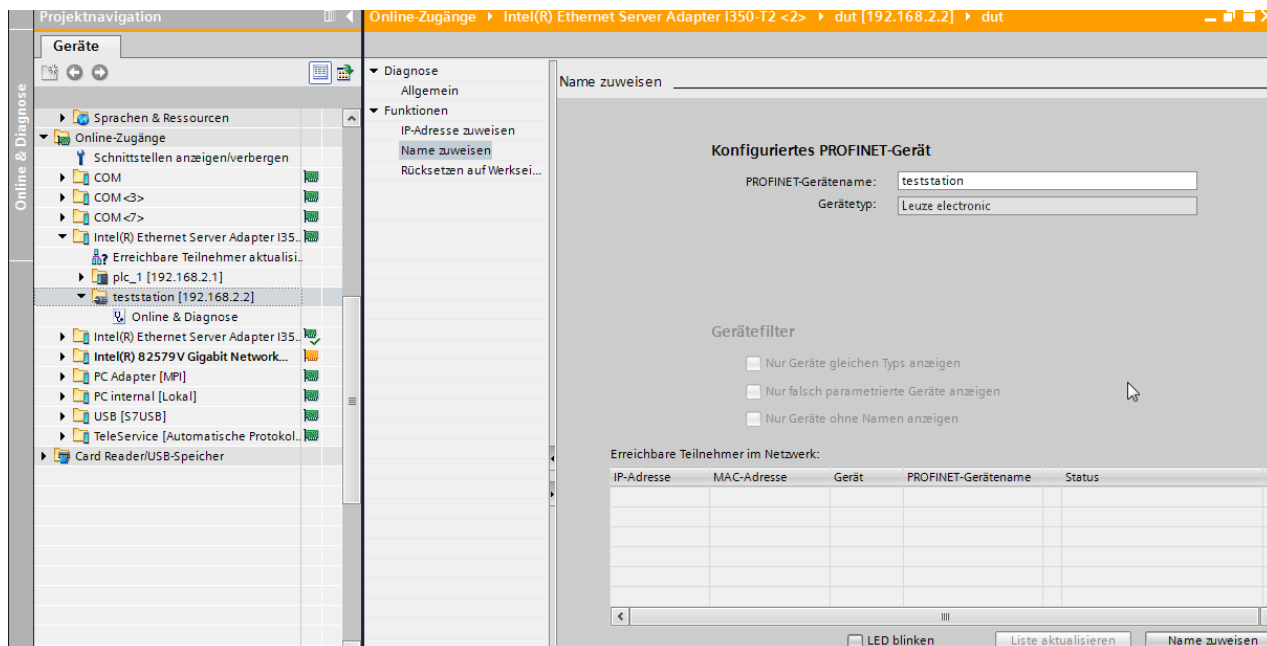 Projektnavigation
Online-Zugänge ▸ Intel(R) Ethernet Server Adapter I350-T2 <2> ▸ dut [192.168.2.2] ▸ dut
Geräte
Online & Diagnose
Sprachen & Ressourcen
Online-Zugänge
Schnittstellen anzeigen/verbergen
COM
COM <3>
COM <7>
Intel(R) Ethernet Server Adapter I35..
Erreichbare Teilnehmer aktualisi..
plc_1 [192.168.2.1]
teststation [192.168.2.2]
Online & Diagnose
Intel(R) Ethernet Server Adapter I35..
Intel(R) 82579V Gigabit Network...
PC Adapter [MPI]
PC internal [Lokal]
USB [S7USB]
TeleService [Automatische Protokol..
Card Reader/USB-Speicher
Diagnose
Allgemein
Funktionen
IP-Adresse zuweisen
Name zuweisen
Rücksetzen auf Werksei...
Name zuweisen
Konfiguriertes PROFINET-Gerät
PROFINET-Gerätename: teststation
Gerätetyp: Leuze electronic
Gerätefilter
Nur Geräte gleichen Typs anzeigen
Nur falsch parametrierte Geräte anzeigen
Nur Geräte ohne Namen anzeigen
Erreichbare Teilnehmer im Netzwerk:
IP-Adresse MAC-Adresse Gerät PROFINET-Gerätename Status
LED blinken Liste aktualisieren Name zuweisen